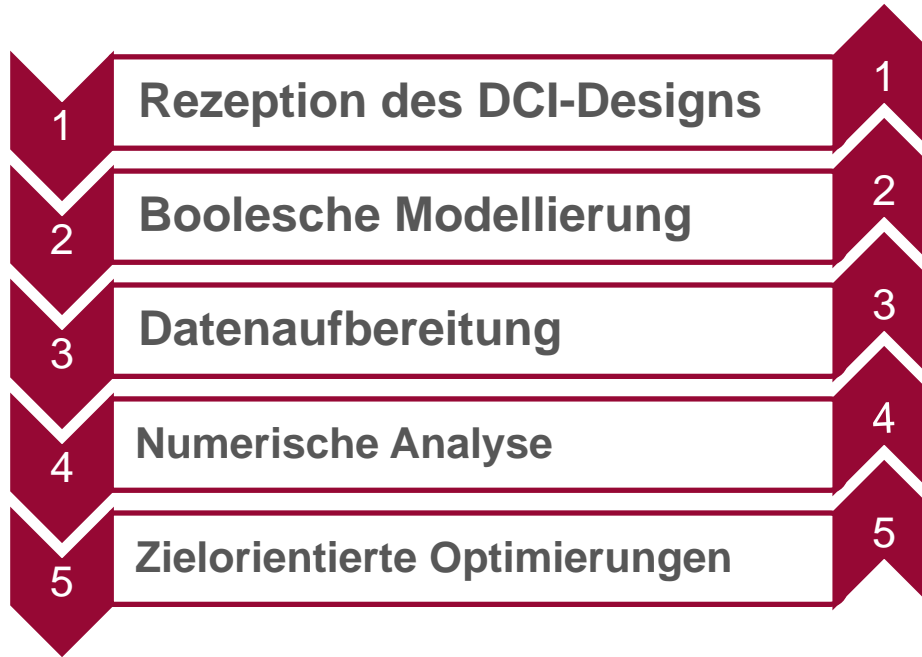 1 Rezeption des DCI-Designs 1
2 Boolesche Modellierung 2
3 Datenaufbereitung 3
4 Numerische Analyse 4
5 Zielorientierte Optimierungen 5